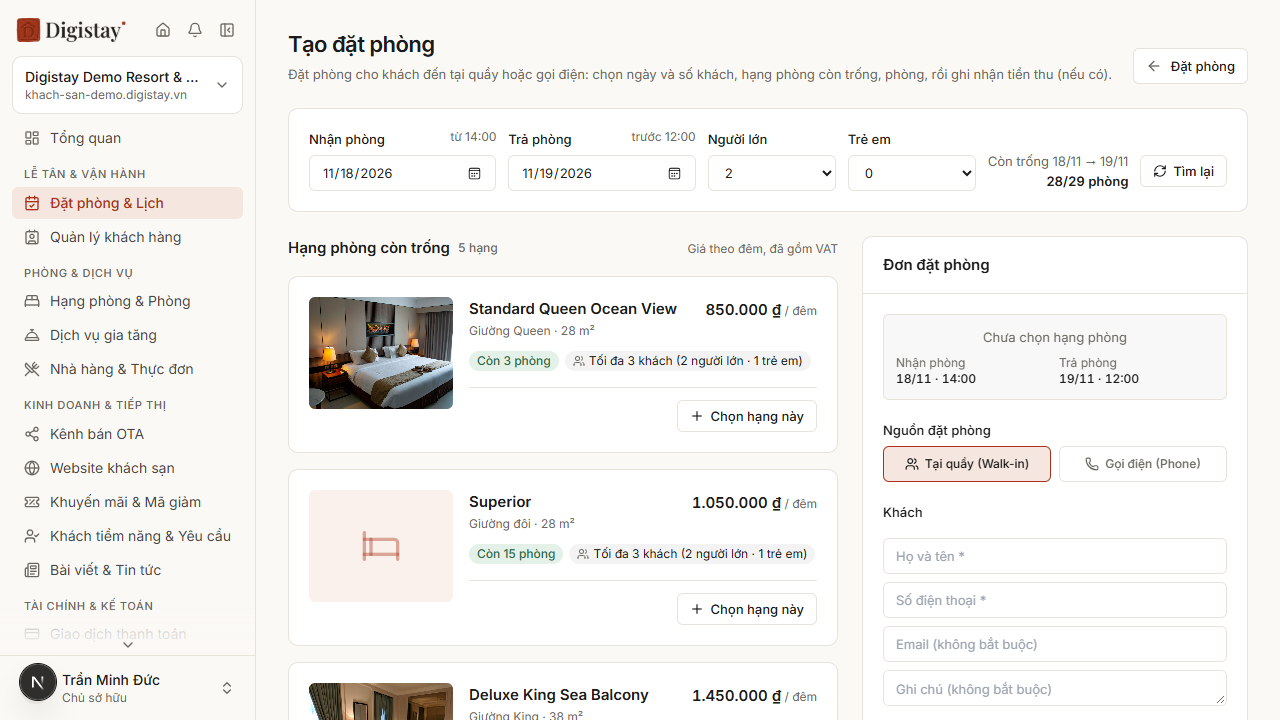 Digistay
Digistay Demo Resort & ...
khach-san-demo.digistay.vn
Tổng quan
LỄ TÂN & VẬN HÀNH
Đặt phòng & Lịch
Quản lý khách hàng
PHÒNG & DỊCH VỤ
Hạng phòng & Phòng
Dịch vụ gia tăng
Nhà hàng & Thực đơn
KINH DOANH & TIẾP THỊ
Kênh bán OTA
Website khách sạn
Khuyến mãi & Mã giảm
Khách tiềm năng & Yêu cầu
Bài viết & Tin tức
TÀI CHÍNH & KẾ TOÁN
Giao dịch thanh toán
N
Trần Minh Đức
Chủ sở hữu
Tạo đặt phòng
Đặt phòng cho khách đến tại quầy hoặc gọi điện: chọn ngày và số khách, hạng phòng còn trống, phòng, rồi ghi nhận tiền thu (nếu có).
Đặt phòng
Nhận phòng từ 14:00
11/18/2026
Trả phòng trước 12:00
11/19/2026
Người lớn
2
Trẻ em
0
Còn trống 18/11 → 19/11
28/29 phòng
Tìm lại
Hạng phòng còn trống 5 hạng
Giá theo đêm, đã gồm VAT
Standard Queen Ocean View
850.000 ₫ / đêm
Giường Queen · 28 m²
Còn 3 phòng
Tối đa 3 khách (2 người lớn · 1 trẻ em)
Chọn hạng này
Superior
1.050.000 ₫ / đêm
Giường đôi · 28 m²
Còn 15 phòng
Tối đa 3 khách (2 người lớn · 1 trẻ em)
Chọn hạng này
Deluxe King Sea Balcony
1.450.000 ₫ / đêm
Giường King · 38 m²
Đơn đặt phòng
Chưa chọn hạng phòng
Nhận phòng
18/11 · 14:00
Trả phòng
19/11 · 12:00
Nguồn đặt phòng
Tại quầy (Walk-in)
Gọi điện (Phone)
Khách
Họ và tên *
Số điện thoại *
Email (không bắt buộc)
Ghi chú (không bắt buộc)